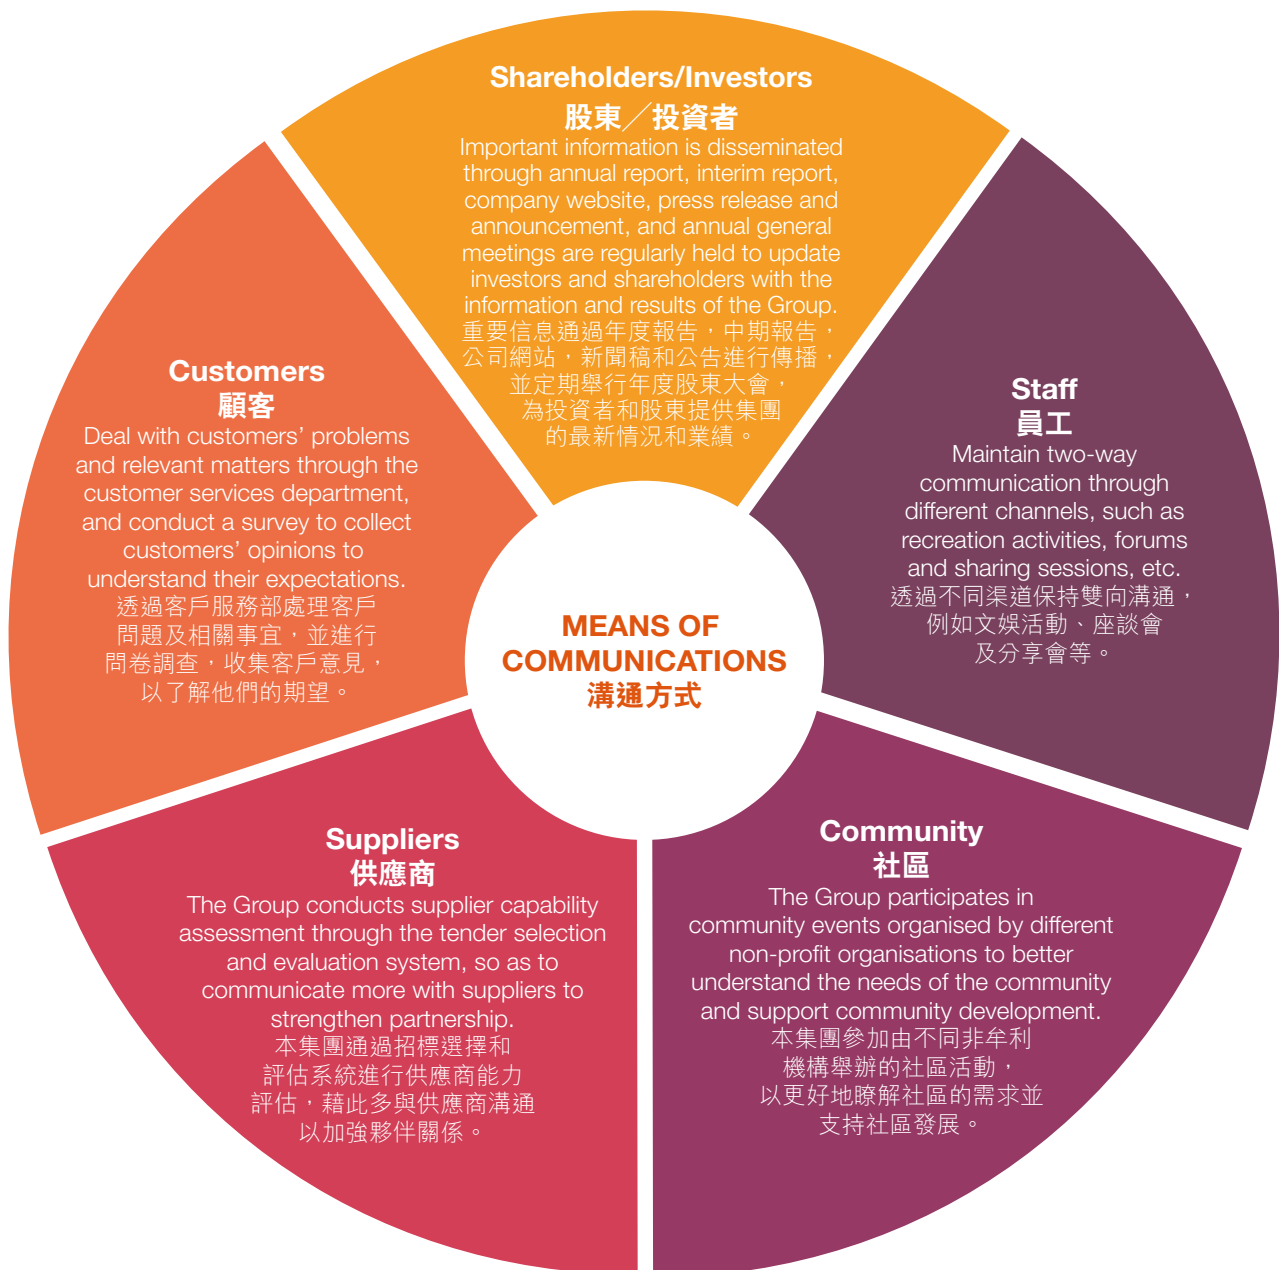 Shareholders/Investors
股東／投資者
Important information is disseminated
through annual report, interim report,
company website, press release and
announcement, and annual general
meetings are regularly held to update
investors and shareholders with the
information and results of the Group.
重要信息通過年度報告，中期報告，
公司網站，新聞稿和公告進行傳播，
並定期舉行年度股東大會，
為投資者和股東提供集團
的最新情況和業績。
Staff
員工
Maintain two-way
communication through
different channels, such as
recreation activities, forums
and sharing sessions, etc.
透過不同渠道保持雙向溝通，
例如文娛活動、座談會
及分享會等。
Community
社區
The Group participates in
community events organised by different
non-profit organisations to better
understand the needs of the community
and support community development.
本集團參加由不同非牟利
機構舉辦的社區活動，
以更好地瞭解社區的需求並
支持社區發展。
Suppliers
供應商
The Group conducts supplier capability
assessment through the tender selection
and evaluation system, so as to
communicate more with suppliers to
strengthen partnership.
本集團通過招標選擇和
評估系統進行供應商能力
評估，藉此多與供應商溝通
以加強夥伴關係。
Customers
顧客
Deal with customers’ problems
and relevant matters through the
customer services department,
and conduct a survey to collect
customers’ opinions to
understand their expectations.
透過客戶服務部處理客戶
問題及相關事宜，並進行
問卷調查，收集客戶意見，
以了解他們的期望。
MEANS OF
COMMUNICATIONS
溝通方式